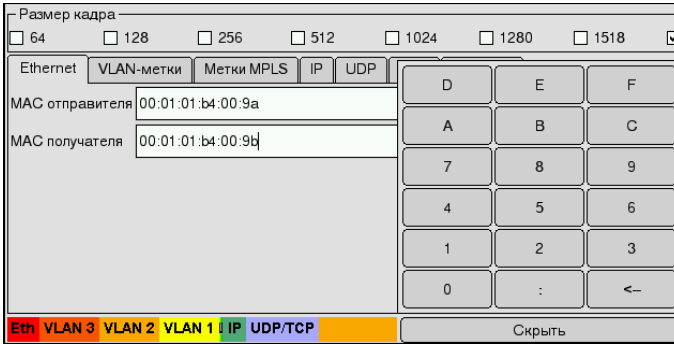 Размер кадра
64 128 256 512 1024 1280 1518
Ethernet VLAN-метки Метки MPLS IP UDP
МАС отправителя 00:01:01:b4:00:9a
МАС получателя 00:01:01:b4:00:9b
D E F
A B C
7 8 9
4 5 6
1 2 3
0 : <--
Eth VLAN 3 VLAN 2 VLAN 1 IP UDP/TCP
Скрыть